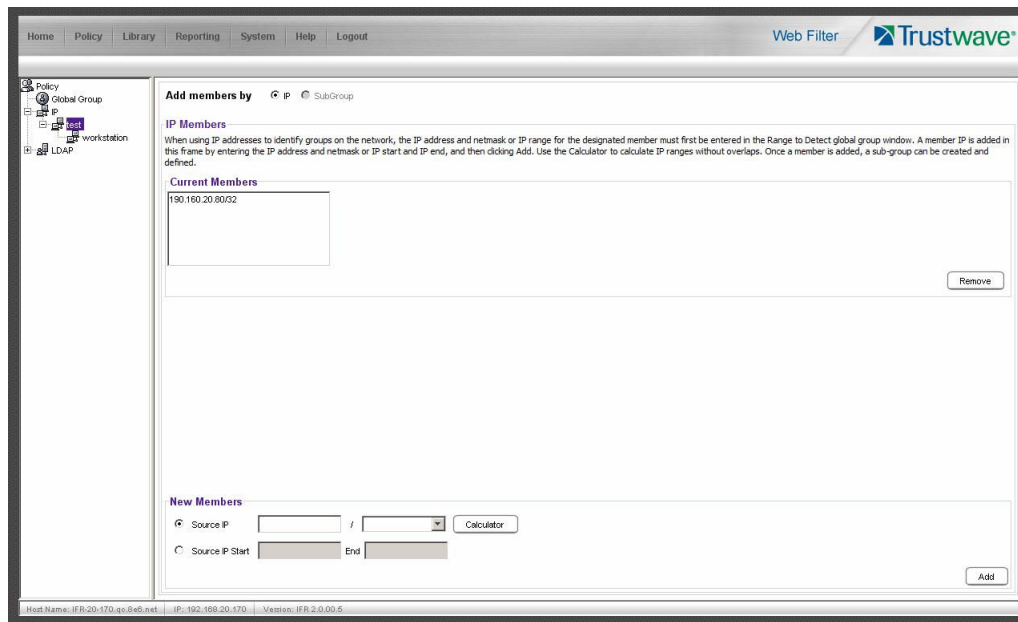 Home Policy Library Reporting System Help Logout
Web Filter
Trustwave®
Policy
Global Group
IP
test
workstation
LDAP
Add members by IP SubGroup
IP Members
When using IP addresses to identify groups on the network, the IP address and netmask or IP range for the designated member must first be entered in the Range to Detect global group window. A member IP is added in
this frame by entering the IP address and netmask or IP start and IP end, and then clicking Add. Use the Calculator to calculate IP ranges without overlaps. Once a member is added, a sub-group can be created and
defined.
Current Members
190.160.20.80/32
Remove
New Members
Source IP / Calculator
Source IP Start End
Add
Host Name: IFR-20-170.qc.8e6.net IP: 192.168.20.170 Version: IFR 2.0.00.5